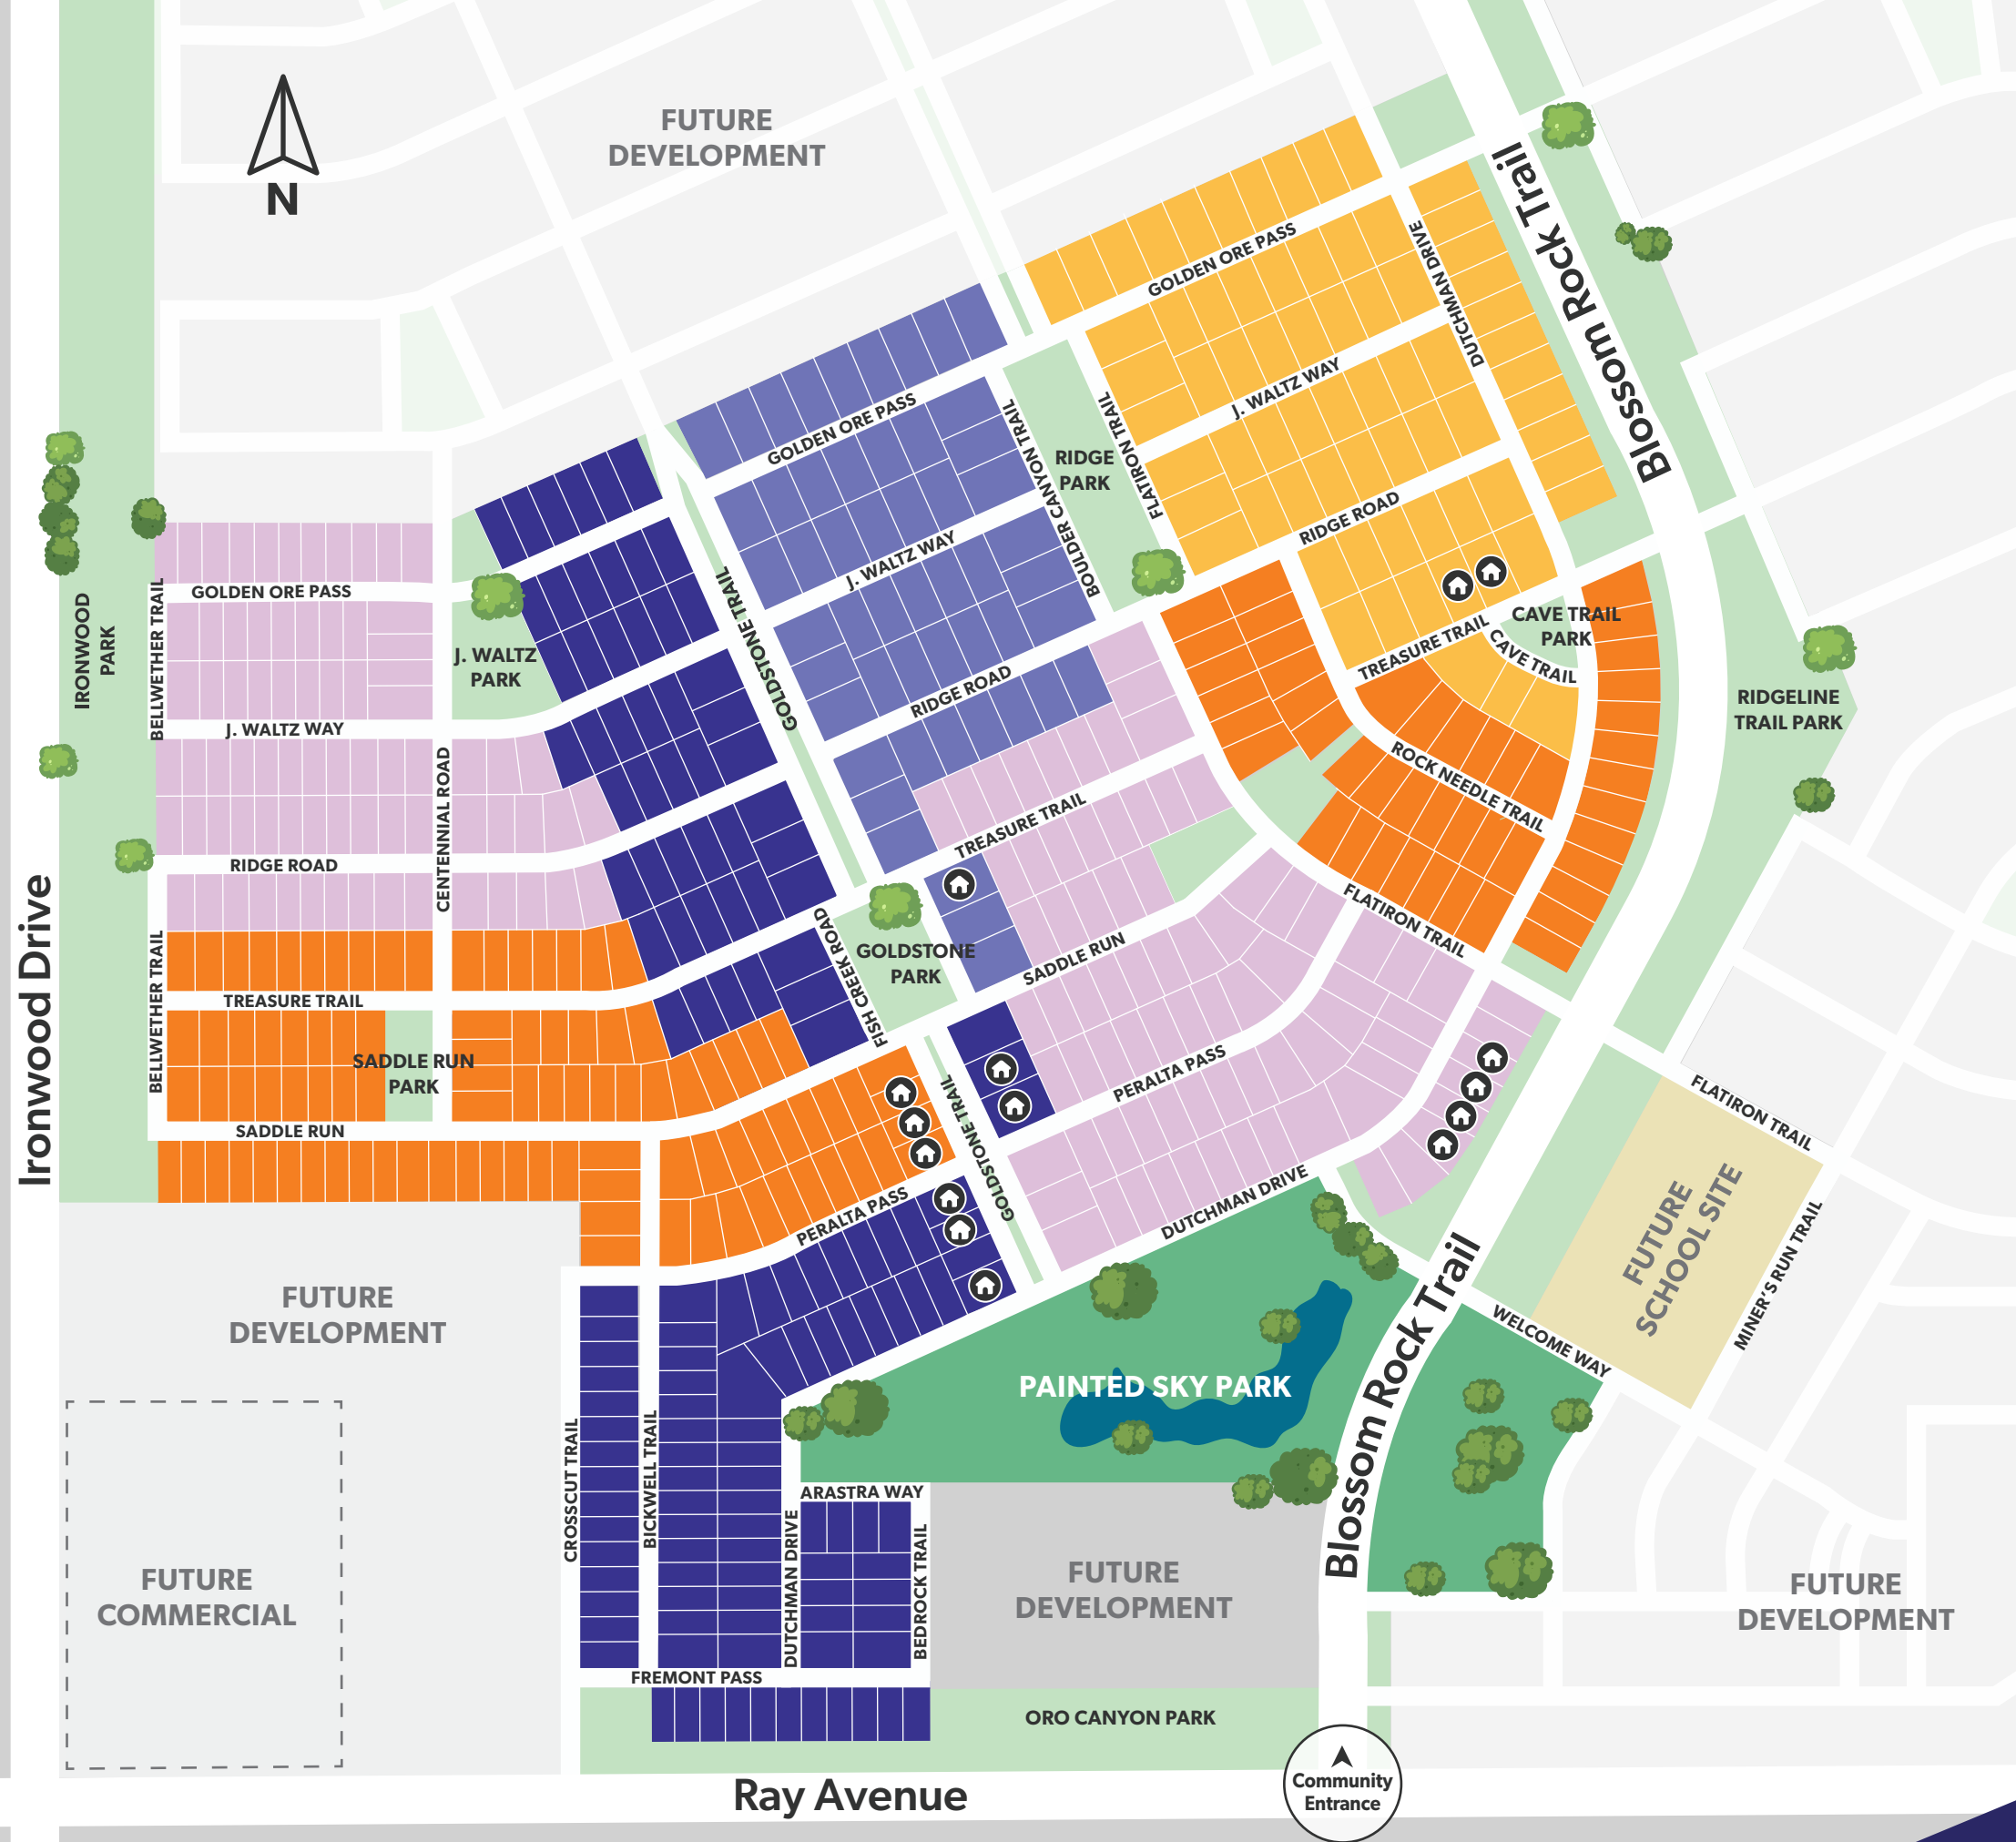 FUTURE
DEVELOPMENT
N
Blossom Rock Trail
GOLDEN ORE PASS
DUTCHMAN DRIVE
GOLDEN ORE PASS
J. WALTZ WAY
FLATIRON TRAIL
BOULDER CANYON TRAIL
RIDGE
PARK
RIDGE ROAD
J. WALTZ WAY
GOLDSTONE TRAIL
GOLDEN ORE PASS
BELLWETHER TRAIL
IRONWOOD
PARK
J. WALTZ
PARK
CAVE TRAIL
PARK
TREASURE TRAIL
CAVE TRAIL
RIDGE ROAD
RIDGELINE
TRAIL PARK
J. WALTZ WAY
CENTENNIAL ROAD
ROCK NEEDLE TRAIL
TREASURE TRAIL
RIDGE ROAD
Ironwood Drive
FLATIRON TRAIL
FISH CREEK ROAD
GOLDSTONE
PARK
SADDLE RUN
BELLWETHER TRAIL
TREASURE TRAIL
SADDLE RUN
PARK
PERALTA PASS
GOLDSTONE TRAIL
FLATIRON TRAIL
SADDLE RUN
PERALTA PASS
DUTCHMAN DRIVE
FUTURE
SCHOOL SITE
MINER'S RUN TRAIL
WELCOME WAY
Blossom Rock Trail
FUTURE
DEVELOPMENT
PAINTED SKY PARK
CROSSCUT TRAIL
BICKWELL TRAIL
ARASTRA WAY
DUTCHMAN DRIVE
BEDROCK TRAIL
FUTURE
COMMERCIAL
FUTURE
DEVELOPMENT
FUTURE
DEVELOPMENT
FREMONT PASS
ORO CANYON PARK
Ray Avenue
Community
Entrance